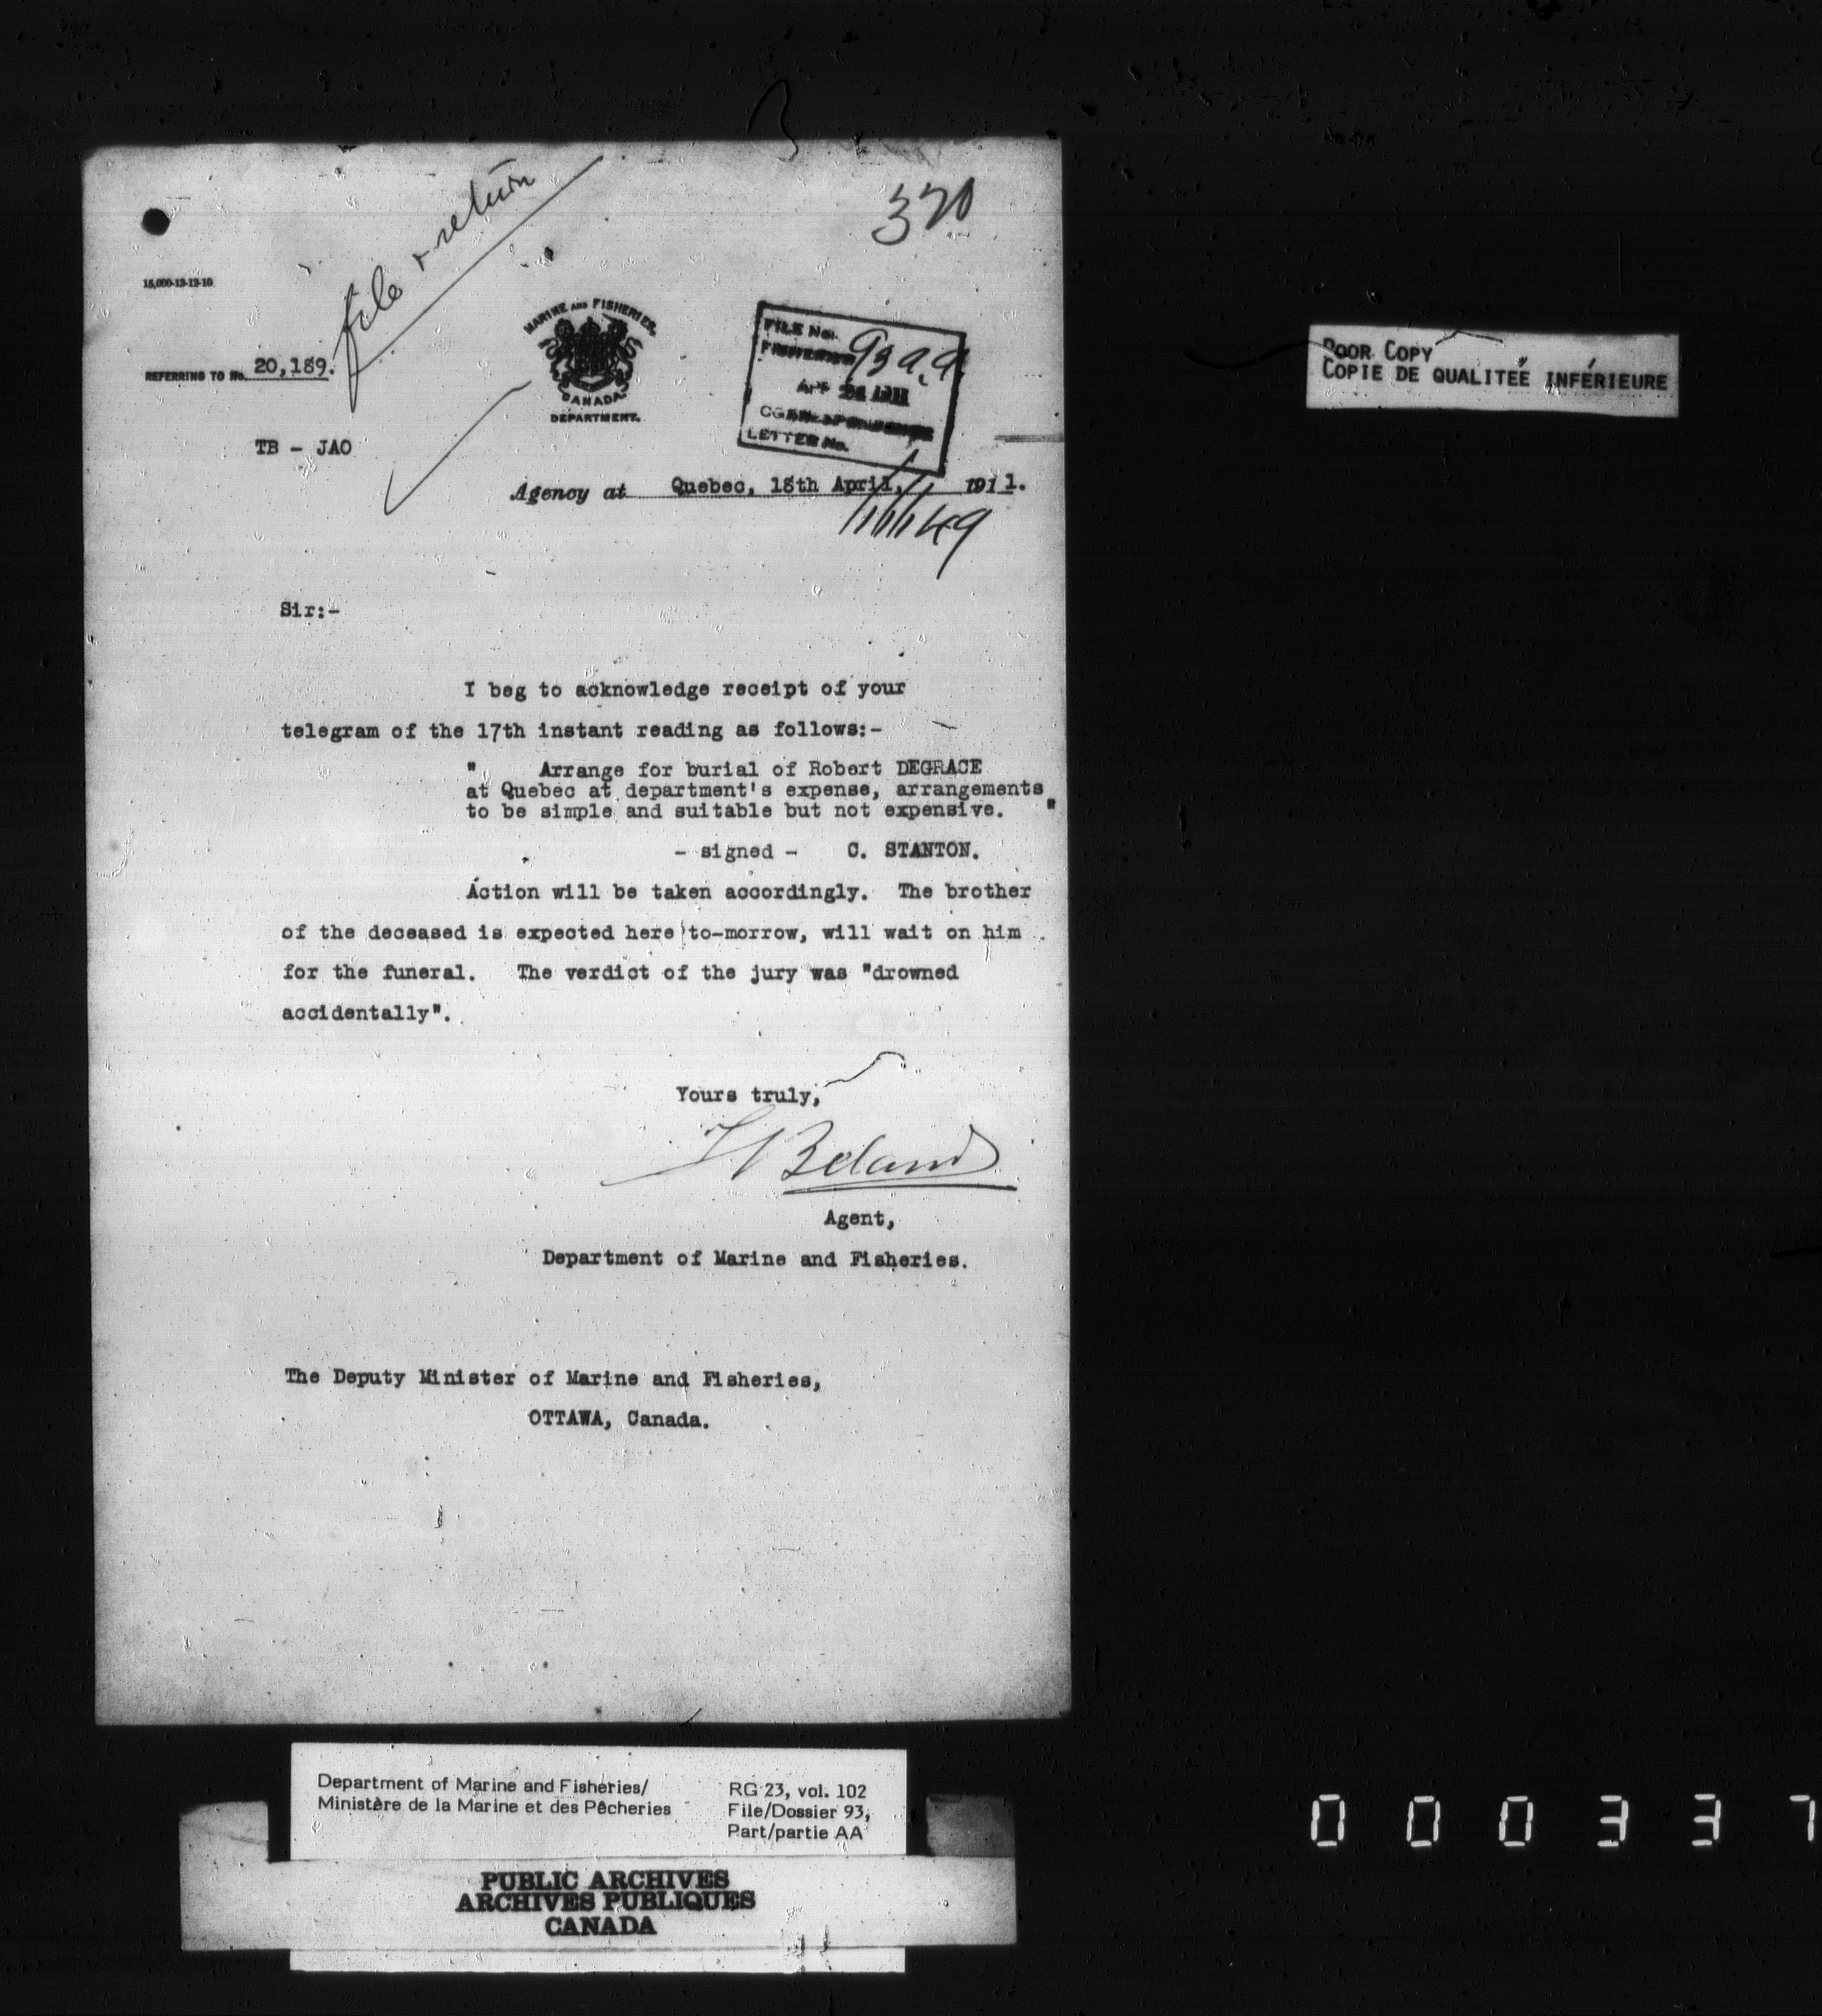 file & return
370
15,000-13-12-10
REFERRING TO No. 20,189.
MARINE AND FISHERIES,
CANADA
DEPARTMENT.
FILE No. 93 a.a
FISHERIES
APR 1911
CORRESPONDENCE
LETTER No.
TB - JAO
Agency at Quebec, 18th April, 1911.
Sir:-
I beg to acknowledge receipt of your
telegram of the 17th instant reading as follows:-
" Arrange for burial of Robert DEGRACE
at Quebec at department's expense, arrangements
to be simple and suitable but not expensive. "
- signed - C. STANTON.
Action will be taken accordingly. The brother
of the deceased is expected here to-morrow, will wait on him
for the funeral. The verdict of the jury was "drowned
accidentally".
Yours truly,
Beland
Agent,
Department of Marine and Fisheries.
The Deputy Minister of Marine and Fisheries,
OTTAWA, Canada.
POOR COPY
COPIE DE QUALITEÉ INFÉRIEURE
Department of Marine and Fisheries/
Ministère de la Marine et des Pêcheries
RG 23, vol. 102
File/Dossier 93,
Part/partie AA
PUBLIC ARCHIVES
ARCHIVES PUBLIQUES
CANADA
0 0 0 3 3 7